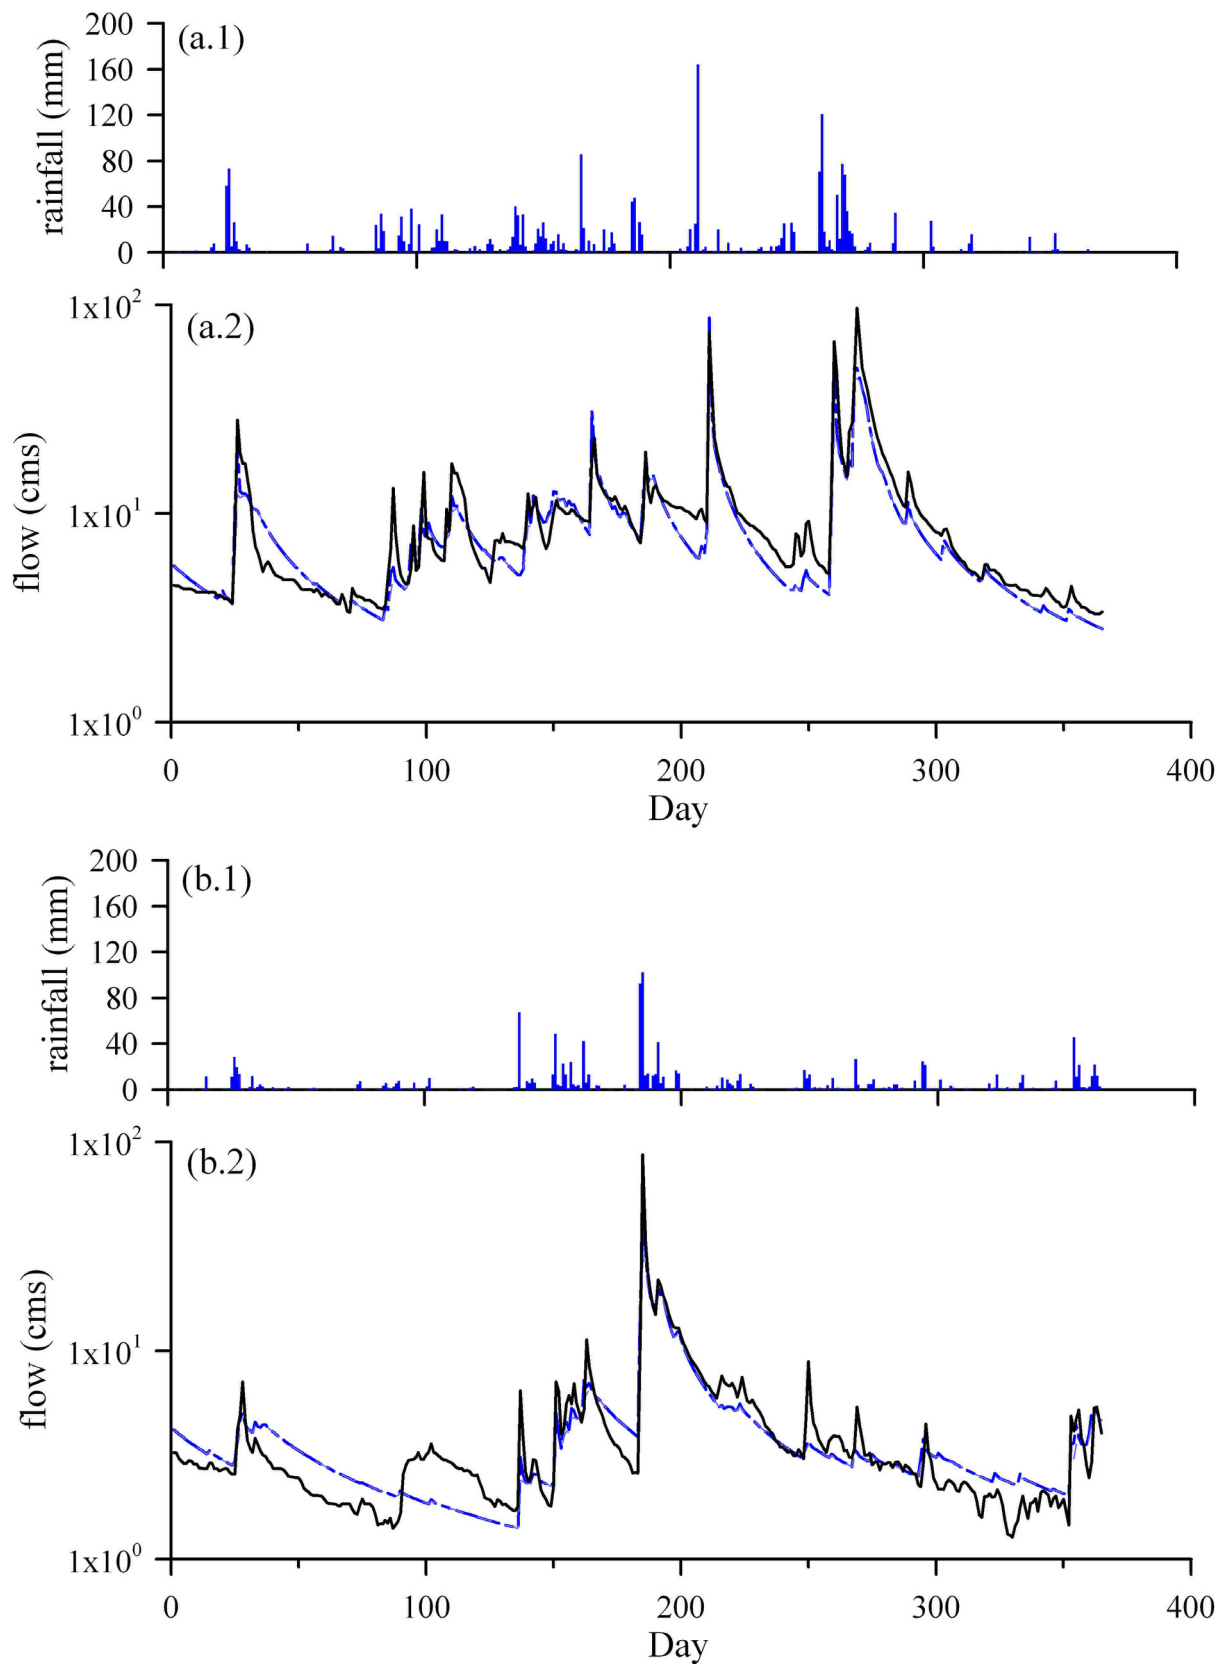 (a.1)
rainfall (mm)
200
160
120
80
40
0
(a.2)
flow (cms)
1x10²
1x10¹
1x10⁰
0 100 200 300 400
Day
(b.1)
rainfall (mm)
200
160
120
80
40
0
(b.2)
flow (cms)
1x10²
1x10¹
1x10⁰
0 100 200 300 400
Day